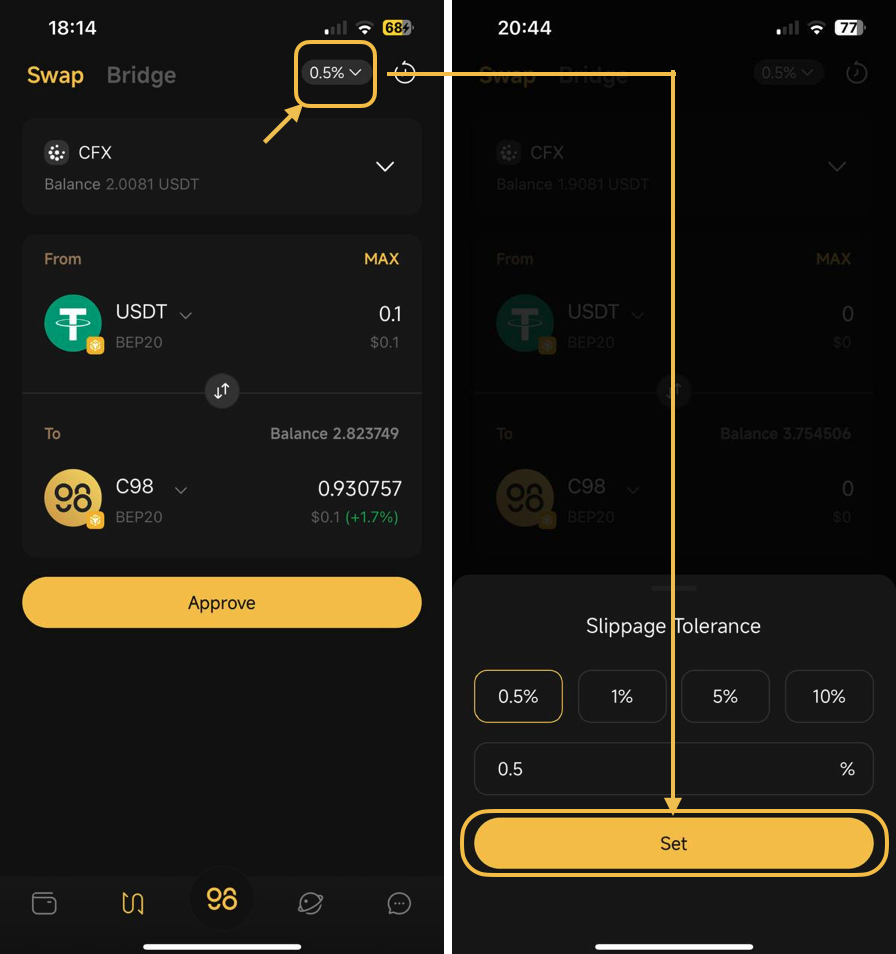 18:14
68
Swap
Bridge
0.5%
CFX
Balance 2.0081 USDT
From
MAX
USDT
0.1
BEP20
$0.1
To
Balance 2.823749
C98
0.930757
BEP20
$0.1 (+1.7%)
Approve
20:44
77
Swap
Bridge
0.5%
CFX
Balance 1.9081 USDT
From
MAX
USDT
0
BEP20
$0
To
Balance 3.754506
C98
0
BEP20
$0
Slippage Tolerance
0.5%
1%
5%
10%
0.5
%
Set